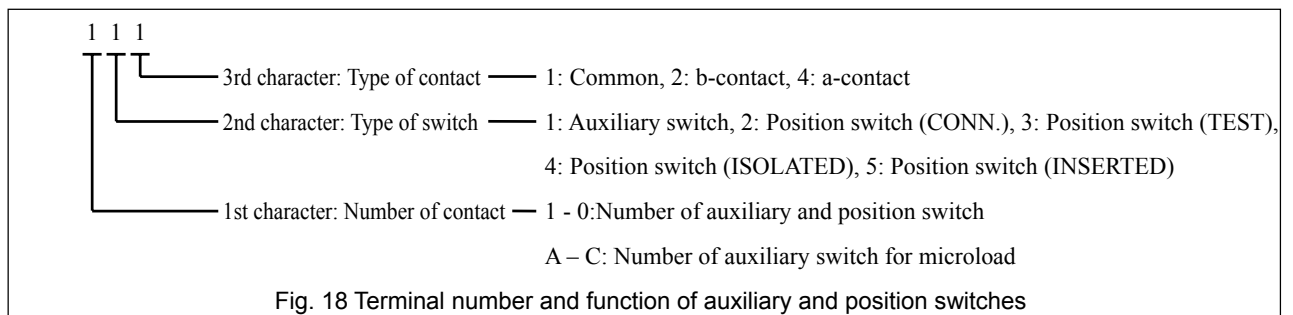 1 1 1
3rd character: Type of contact 1: Common, 2: b-contact, 4: a-contact
2nd character: Type of switch 1: Auxiliary switch, 2: Position switch (CONN.), 3: Position switch (TEST),
4: Position switch (ISOLATED), 5: Position switch (INSERTED)
1st character: Number of contact 1 - 0:Number of auxiliary and position switch
A – C: Number of auxiliary switch for microload
Fig. 18 Terminal number and function of auxiliary and position switches